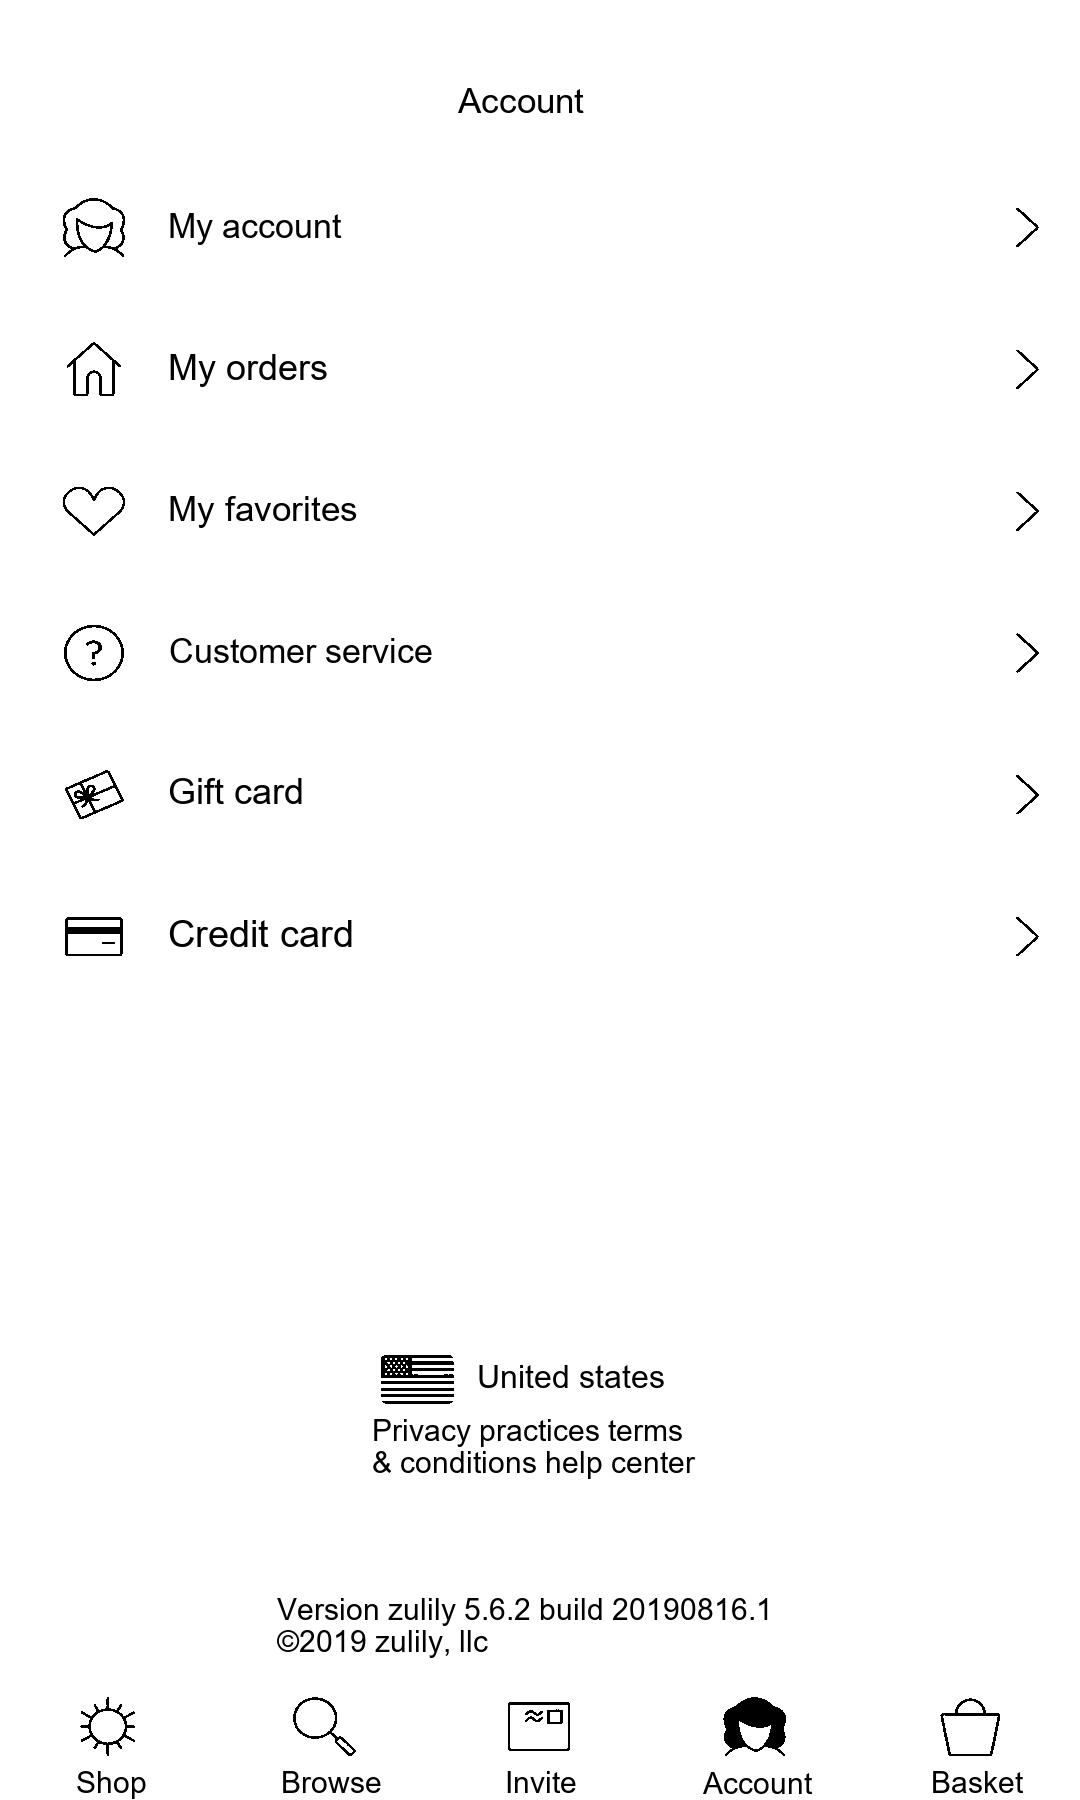 Account
My account
My orders
My favorites
?
Customer service
Gift card
Credit card
United states
Privacy practices terms
& conditions help center
Version zulily 5.6.2 build 20190816.1
©2019 zulily, llc
Shop
Browse
Invite
Account
Basket